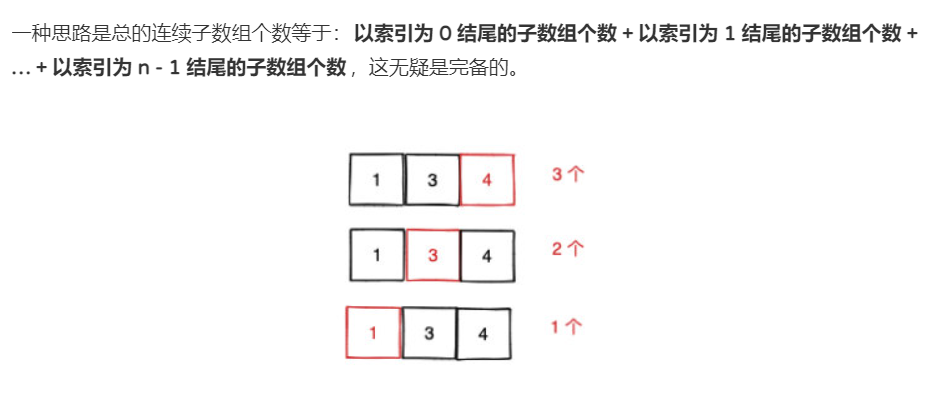 一种思路是总的连续子数组个数等于：以索引为 0 结尾的子数组个数 + 以索引为 1 结尾的子数组个数 +
… + 以索引为 n - 1 结尾的子数组个数，这无疑是完备的。
1 3 4 3 个
1 3 4 2 个
1 3 4 1 个